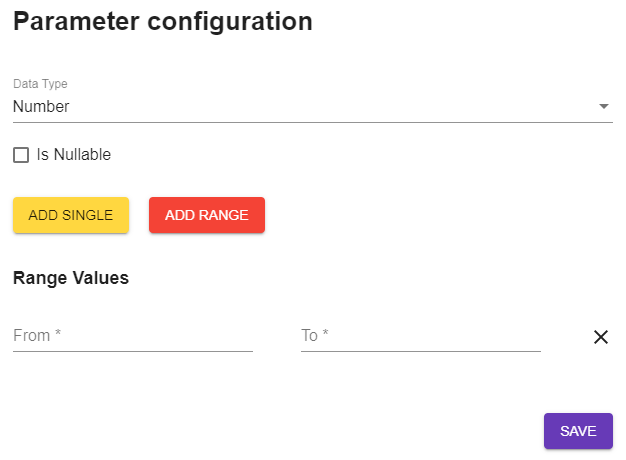 Parameter configuration
Data Type
Number
Is Nullable
ADD SINGLE ADD RANGE
Range Values
From * To *
SAVE